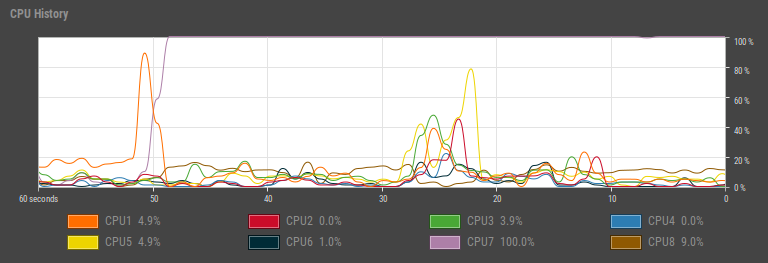 CPU History
100 %
80 %
60 %
40 %
20 %
0 %
60 seconds 50 40 30 20 10 0
CPU1 4.9% CPU2 0.0% CPU3 3.9% CPU4 0.0%
CPU5 4.9% CPU6 1.0% CPU7 100.0% CPU8 9.0%